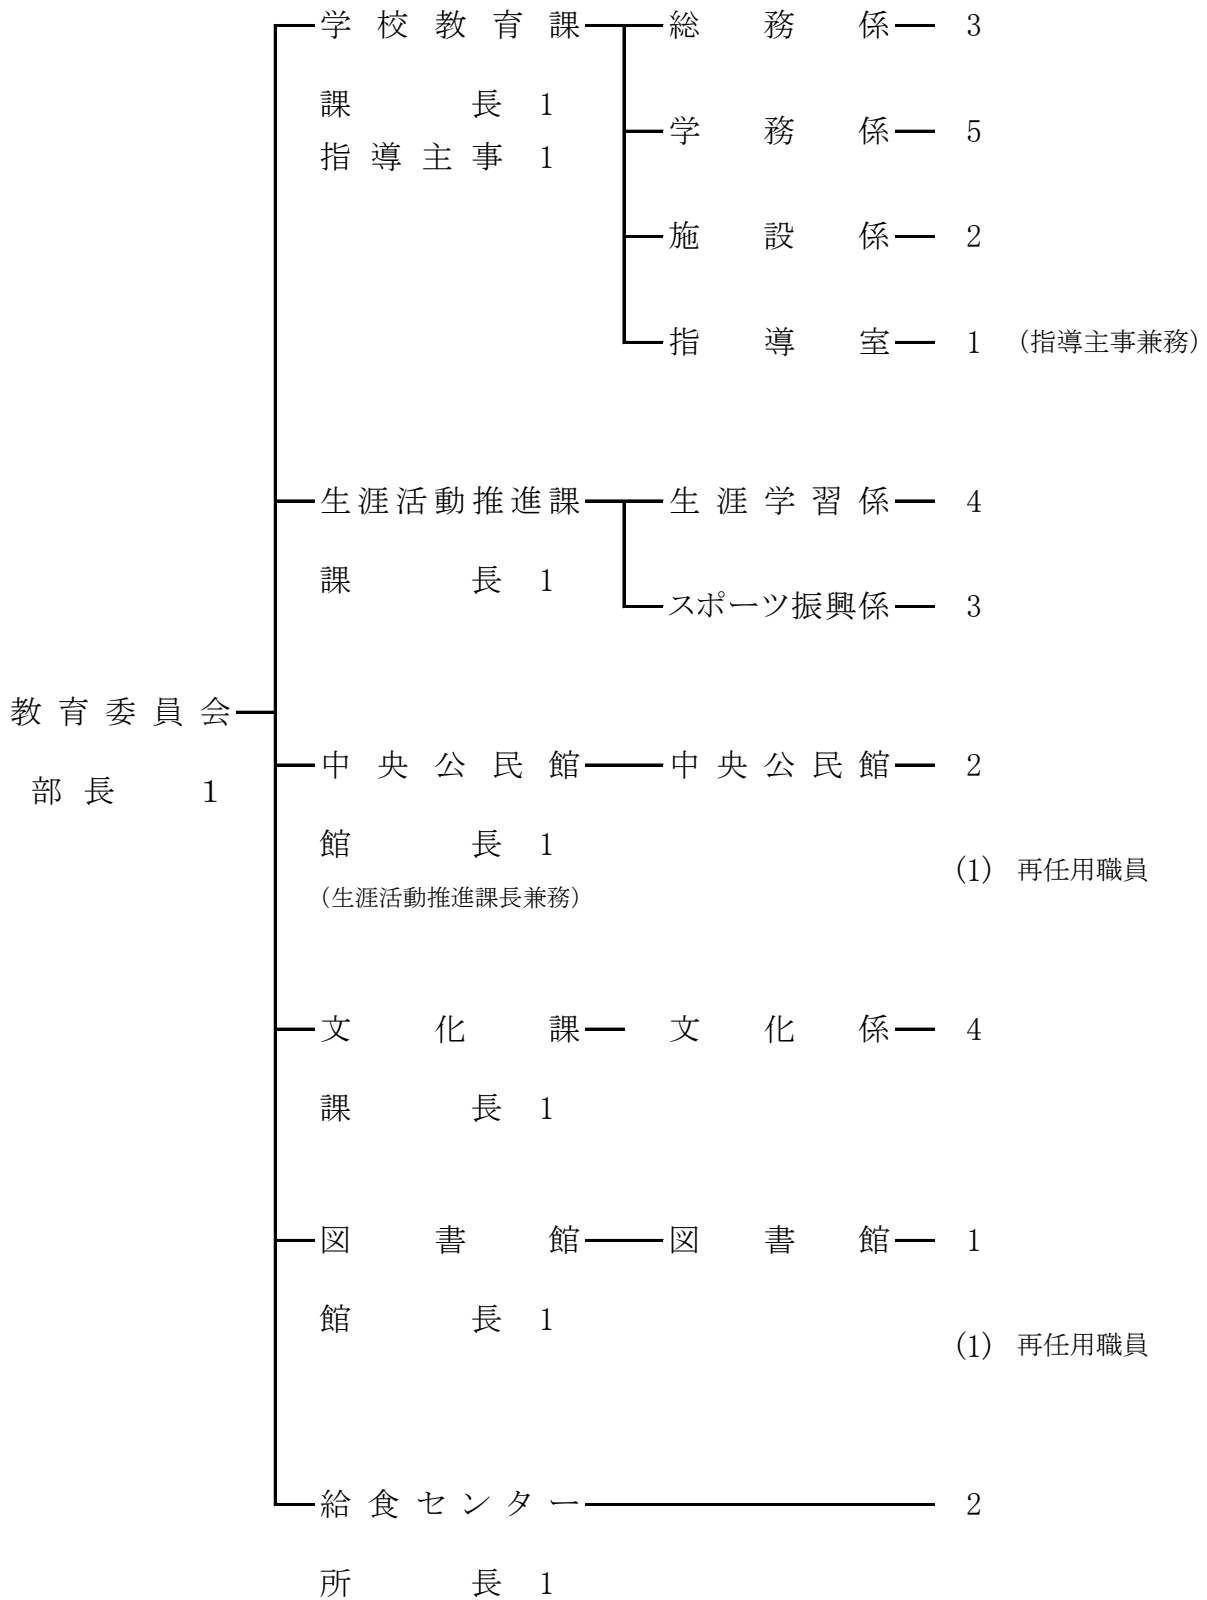 学校教育課 総務係 3
課長 1
学務係 5
指導主事 1
施設係 2
指導室 1 (指導主事兼務)
生涯活動推進課 生涯学習係 4
課長 1
スポーツ振興係 3
教育委員会
中央公民館 中央公民館 2
部長 1
館長 1
(1) 再任用職員
(生涯活動推進課長兼務)
文化課 文化係 4
課長 1
図書館 図書館 1
館長 1
(1) 再任用職員
給食センター 2
所長 1